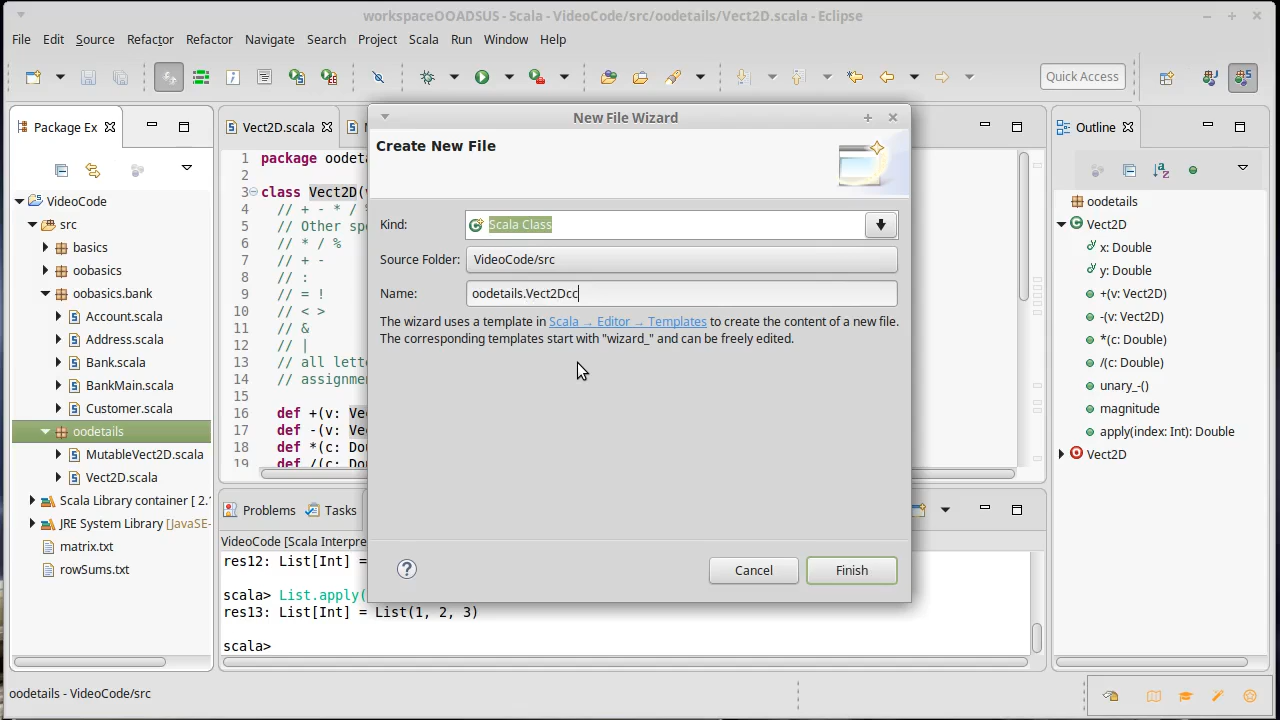 workspaceOOADSUS - Scala - VideoCode/src/oodetails/Vect2D.scala - Eclipse
File Edit Source Refactor Refactor Navigate Search Project Scala Run Window Help
Quick Access
Package Ex
VideoCode
src
basics
oobasics
oobasics.bank
Account.scala
Address.scala
Bank.scala
BankMain.scala
Customer.scala
oodetails
MutableVect2D.scala
Vect2D.scala
Scala Library container [ 2.
JRE System Library [JavaSE-
matrix.txt
rowSums.txt
Vect2D.scala
1 package oodeta
2
3 class Vect2D(
4 // + - * / %
5 // Other spe
6 // * / %
7 // + -
8 // :
9 // = !
10 // < >
11 // &
12 // |
13 // all lette
14 // assignmen
15
16 def +(v: Vec
17 def -(v: Vec
18 def *(c: Dou
19 def /(c: Dou
New File Wizard
Create New File
Kind: Scala Class
Source Folder: VideoCode/src
Name: oodetails.Vect2Dcc
The wizard uses a template in Scala → Editor → Templates to create the content of a new file.
The corresponding templates start with "wizard_" and can be freely edited.
? Cancel Finish
Problems Tasks
VideoCode [Scala Interpre
res12: List[Int] =
scala> List.apply(
res13: List[Int] = List(1, 2, 3)
scala>
Outline
oodetails
Vect2D
x: Double
y: Double
+(v: Vect2D)
-(v: Vect2D)
*(c: Double)
/(c: Double)
unary_-()
magnitude
apply(index: Int): Double
Vect2D
oodetails - VideoCode/src